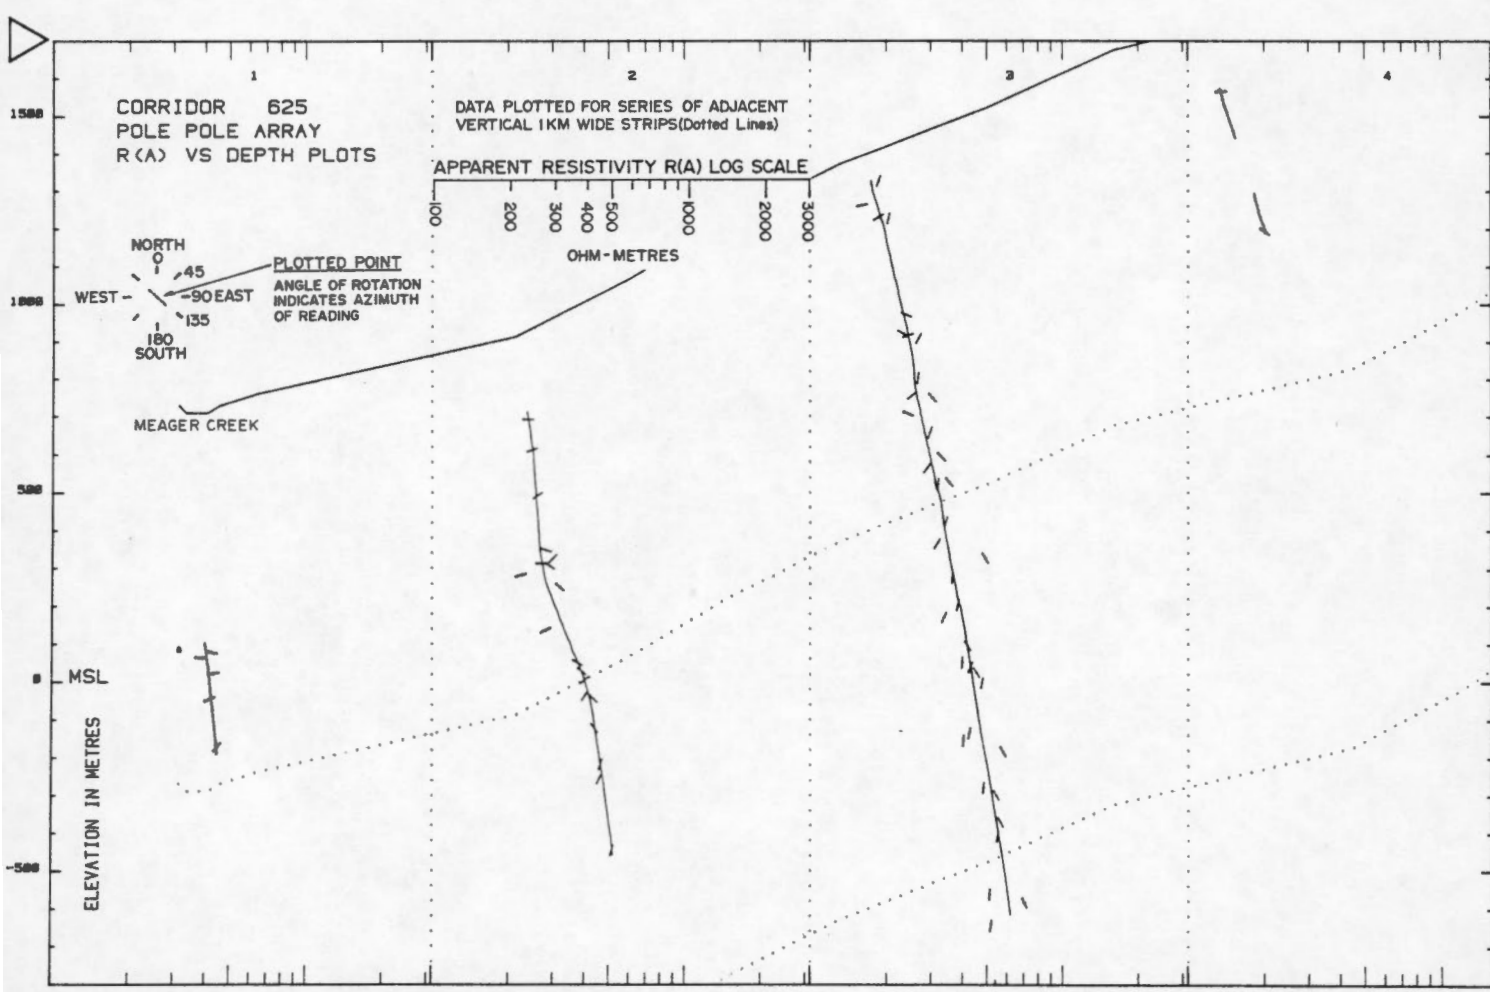 1
2
3
4
CORRIDOR 625
POLE POLE ARRAY
R(A) VS DEPTH PLOTS
DATA PLOTTED FOR SERIES OF ADJACENT
VERTICAL 1KM WIDE STRIPS(Dotted Lines)
APPARENT RESISTIVITY R(A) LOG SCALE
100
200
300
400
500
1000
2000
3000
OHM-METRES
NORTH
0
45
WEST
90 EAST
135
180
SOUTH
PLOTTED POINT
ANGLE OF ROTATION
INDICATES AZIMUTH
OF READING
MEAGER CREEK
1500
1000
500
0
MSL
-500
ELEVATION IN METRES